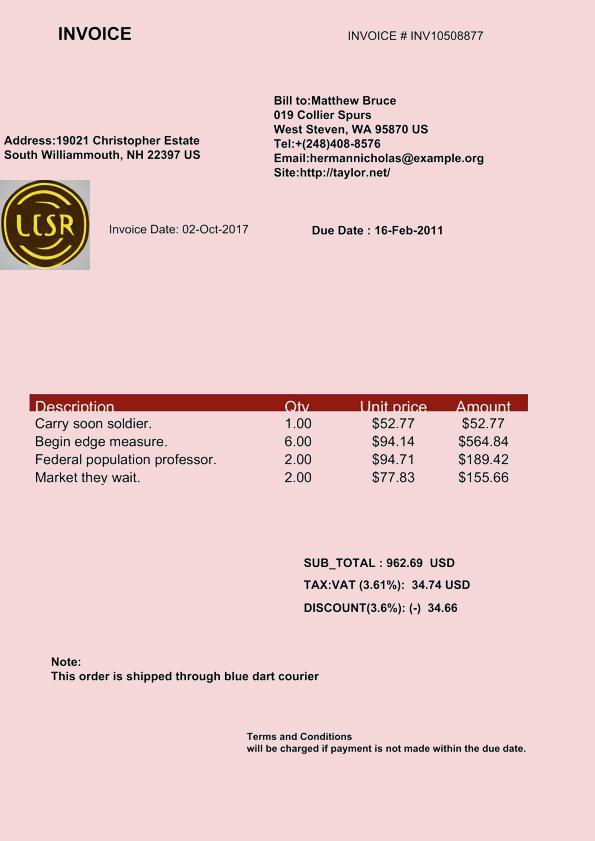 INVOICE
INVOICE # INV10508877
Bill to:Matthew Bruce
019 Collier Spurs
West Steven, WA 95870 US
Tel:+(248)408-8576
Email:hermannicholas@example.org
Site:http://taylor.net/
Address:19021 Christopher Estate
South Williammouth, NH 22397 US
LCSR
Invoice Date: 02-Oct-2017
Due Date : 16-Feb-2011
Description Qty Unit price Amount
Carry soon soldier. 1.00 $52.77 $52.77
Begin edge measure. 6.00 $94.14 $564.84
Federal population professor. 2.00 $94.71 $189.42
Market they wait. 2.00 $77.83 $155.66
SUB_TOTAL : 962.69 USD
TAX:VAT (3.61%): 34.74 USD
DISCOUNT(3.6%): (-) 34.66
Note:
This order is shipped through blue dart courier
Terms and Conditions
will be charged if payment is not made within the due date.